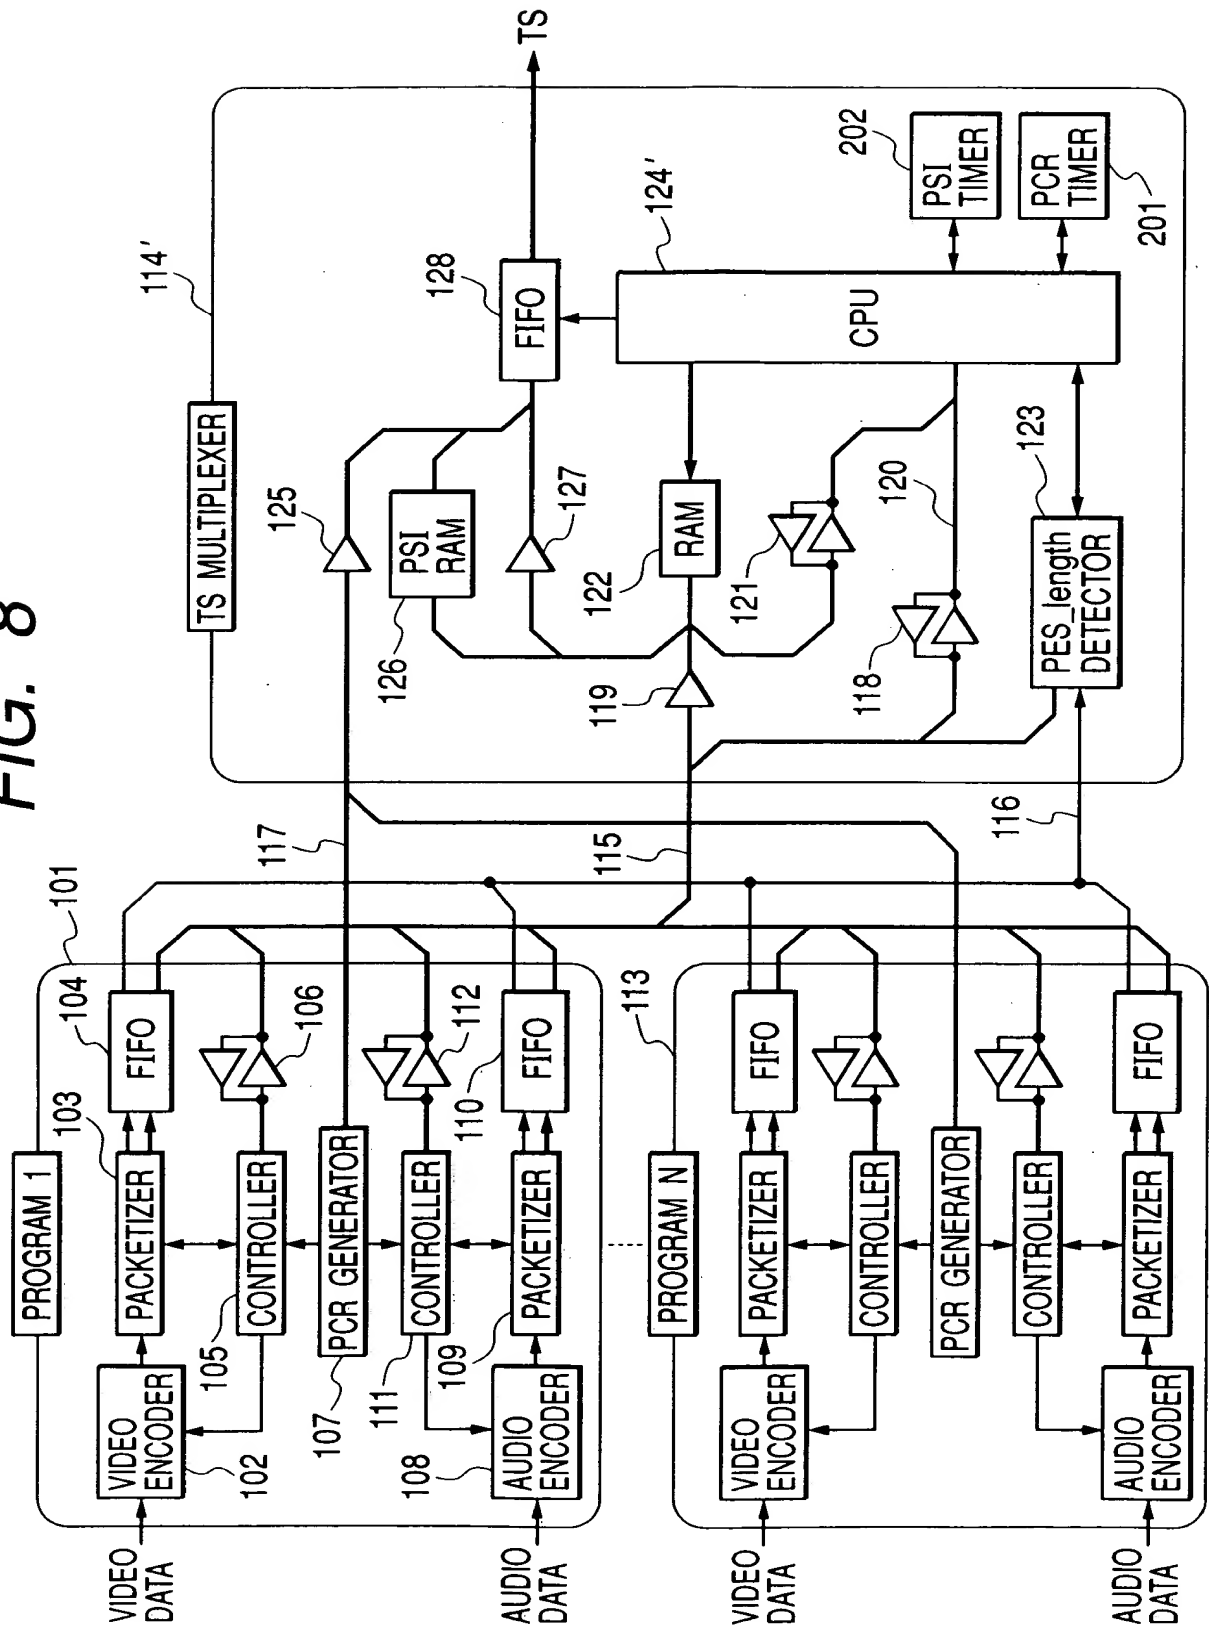 FIG. 8
101
PROGRAM 1
103
104
VIDEO
DATA
VIDEO
ENCODER
102
PACKETIZER
FIFO
105
CONTROLLER
106
107
PCR GENERATOR
117
111
CONTROLLER
112
AUDIO
DATA
108
AUDIO
ENCODER
109
PACKETIZER
110
FIFO
115
116
113
PROGRAM N
VIDEO
DATA
VIDEO
ENCODER
PACKETIZER
FIFO
CONTROLLER
PCR GENERATOR
CONTROLLER
AUDIO
DATA
AUDIO
ENCODER
PACKETIZER
FIFO
114'
TS MULTIPLEXER
125
126
PSI
RAM
127
128
FIFO
TS
119
122
RAM
124'
CPU
121
118
120
123
PES_length
DETECTOR
202
PSI
TIMER
PCR
TIMER
201